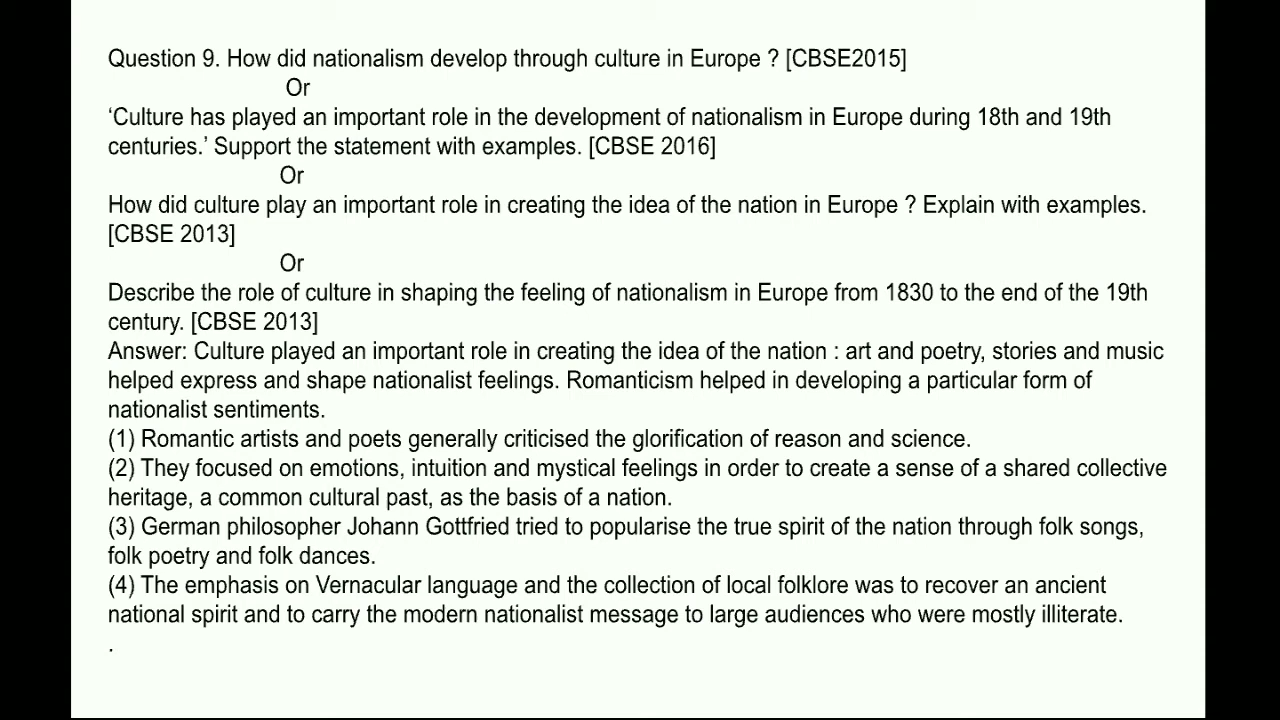 Question 9. How did nationalism develop through culture in Europe ? [CBSE2015]
Or
‘Culture has played an important role in the development of nationalism in Europe during 18th and 19th
centuries.’ Support the statement with examples. [CBSE 2016]
Or
How did culture play an important role in creating the idea of the nation in Europe ? Explain with examples.
[CBSE 2013]
Or
Describe the role of culture in shaping the feeling of nationalism in Europe from 1830 to the end of the 19th
century. [CBSE 2013]
Answer: Culture played an important role in creating the idea of the nation : art and poetry, stories and music
helped express and shape nationalist feelings. Romanticism helped in developing a particular form of
nationalist sentiments.
(1) Romantic artists and poets generally criticised the glorification of reason and science.
(2) They focused on emotions, intuition and mystical feelings in order to create a sense of a shared collective
heritage, a common cultural past, as the basis of a nation.
(3) German philosopher Johann Gottfried tried to popularise the true spirit of the nation through folk songs,
folk poetry and folk dances.
(4) The emphasis on Vernacular language and the collection of local folklore was to recover an ancient
national spirit and to carry the modern nationalist message to large audiences who were mostly illiterate.
.